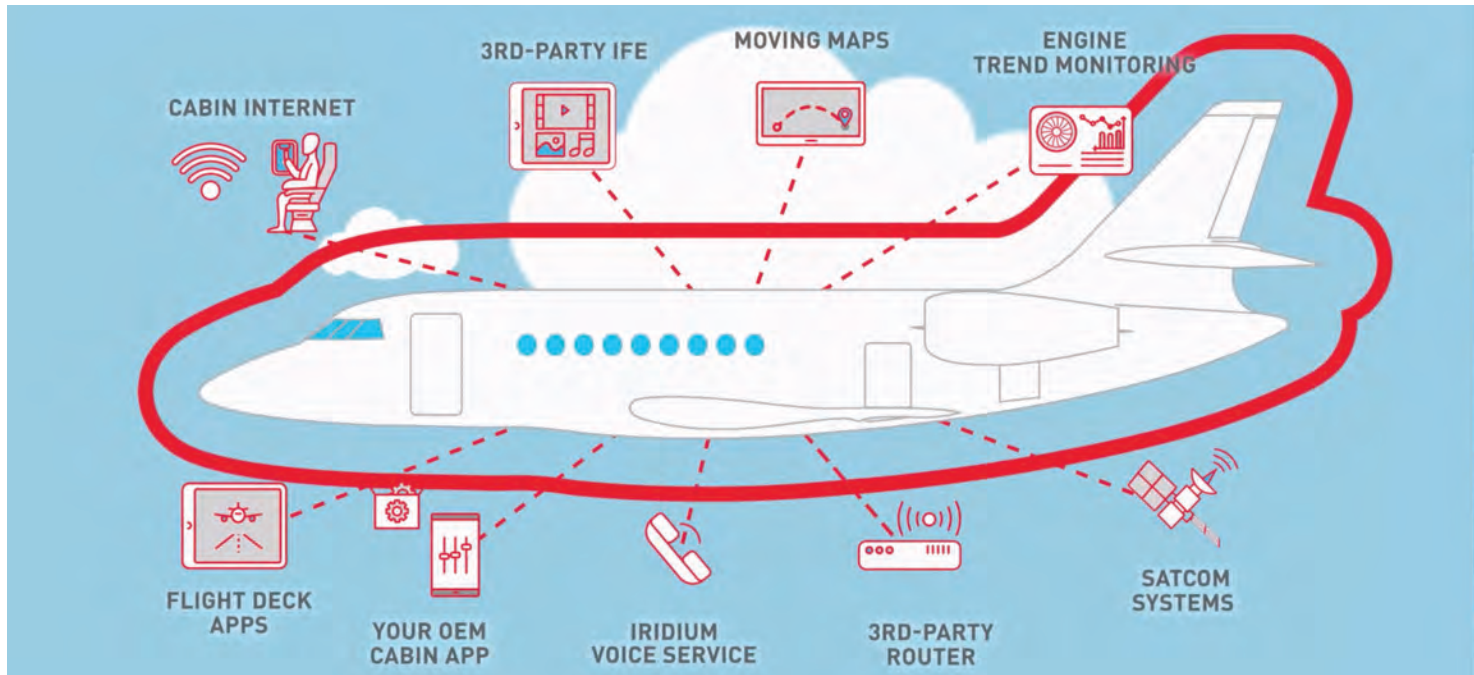 3RD-PARTY IFE
MOVING MAPS
ENGINE
TREND MONITORING
CABIN INTERNET
FLIGHT DECK
APPS
YOUR OEM
CABIN APP
IRIDIUM
VOICE SERVICE
3RD-PARTY
ROUTER
SATCOM
SYSTEMS